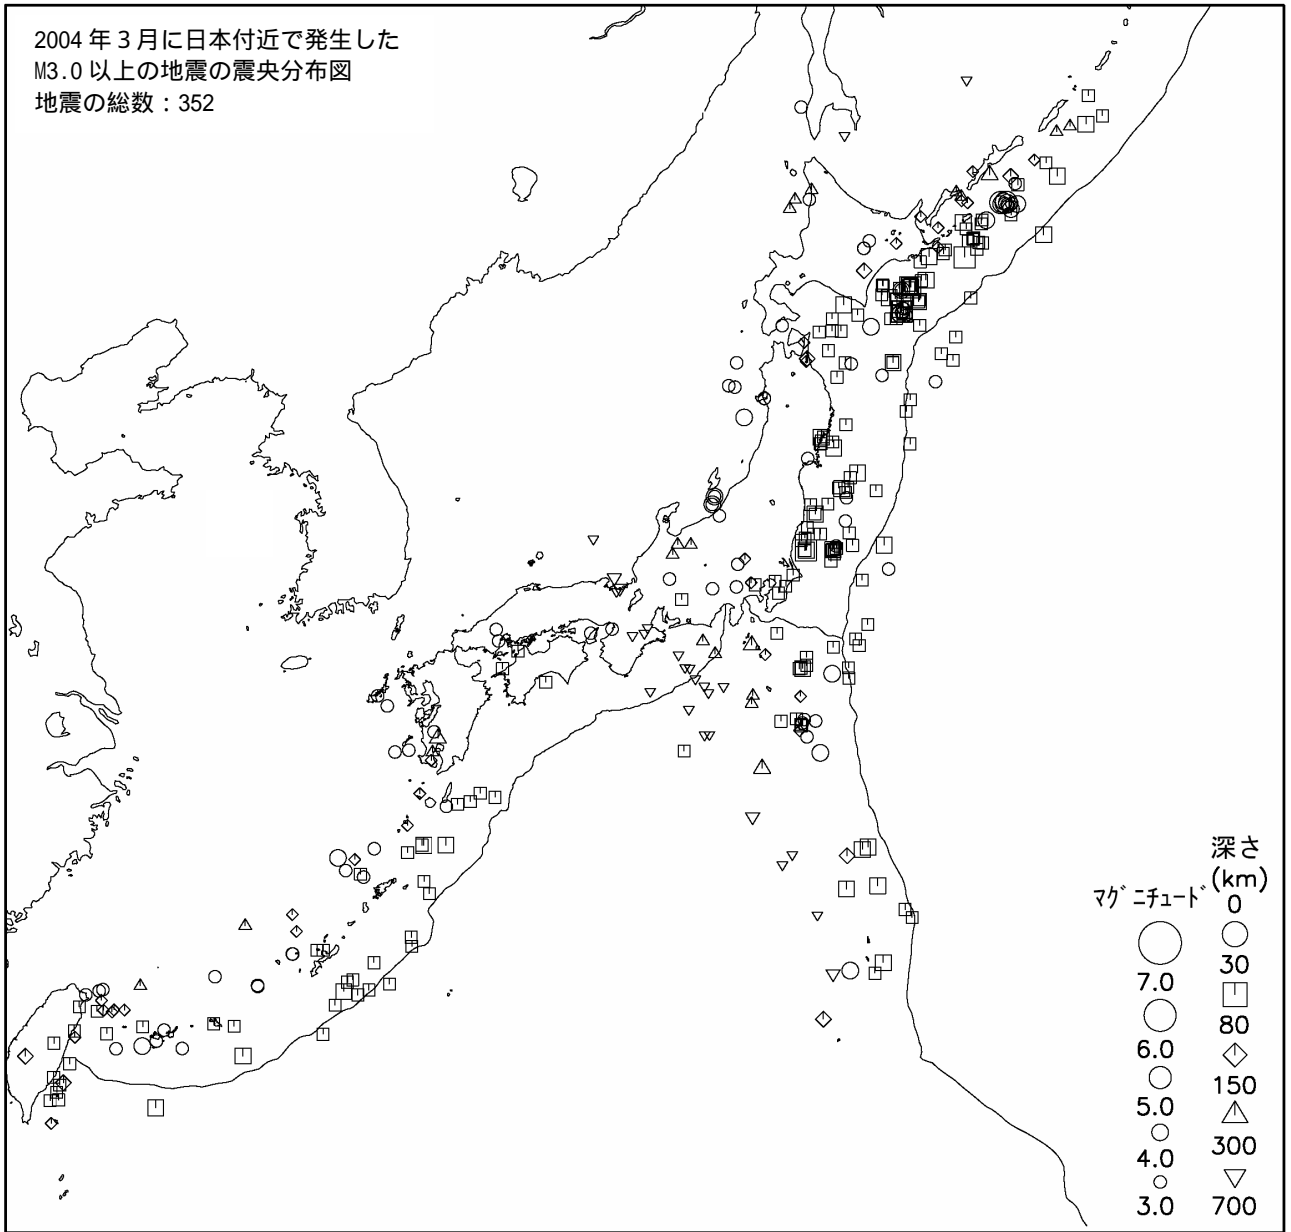 2004年3月に日本付近で発生した
M3.0以上の地震の震央分布図
地震の総数：352
マグニチュード
7.0
6.0
5.0
4.0
3.0
深さ
(km)
0
30
80
150
300
700